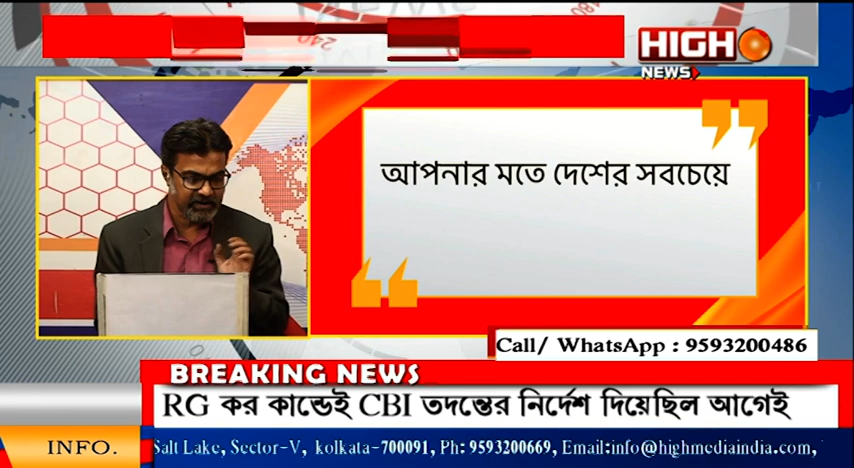 HIGH
NEWS
আপনার মতে দেশের সবচেয়ে
Call/ WhatsApp : 9593200486
BREAKING NEWS
RG কর কান্ডেই CBI তদন্তের নির্দেশ দিয়েছিল আগেই
INFO.
Salt Lake, Sector-V, kolkata-700091, Ph: 9593200669, Email:info@highmediaindia.com,